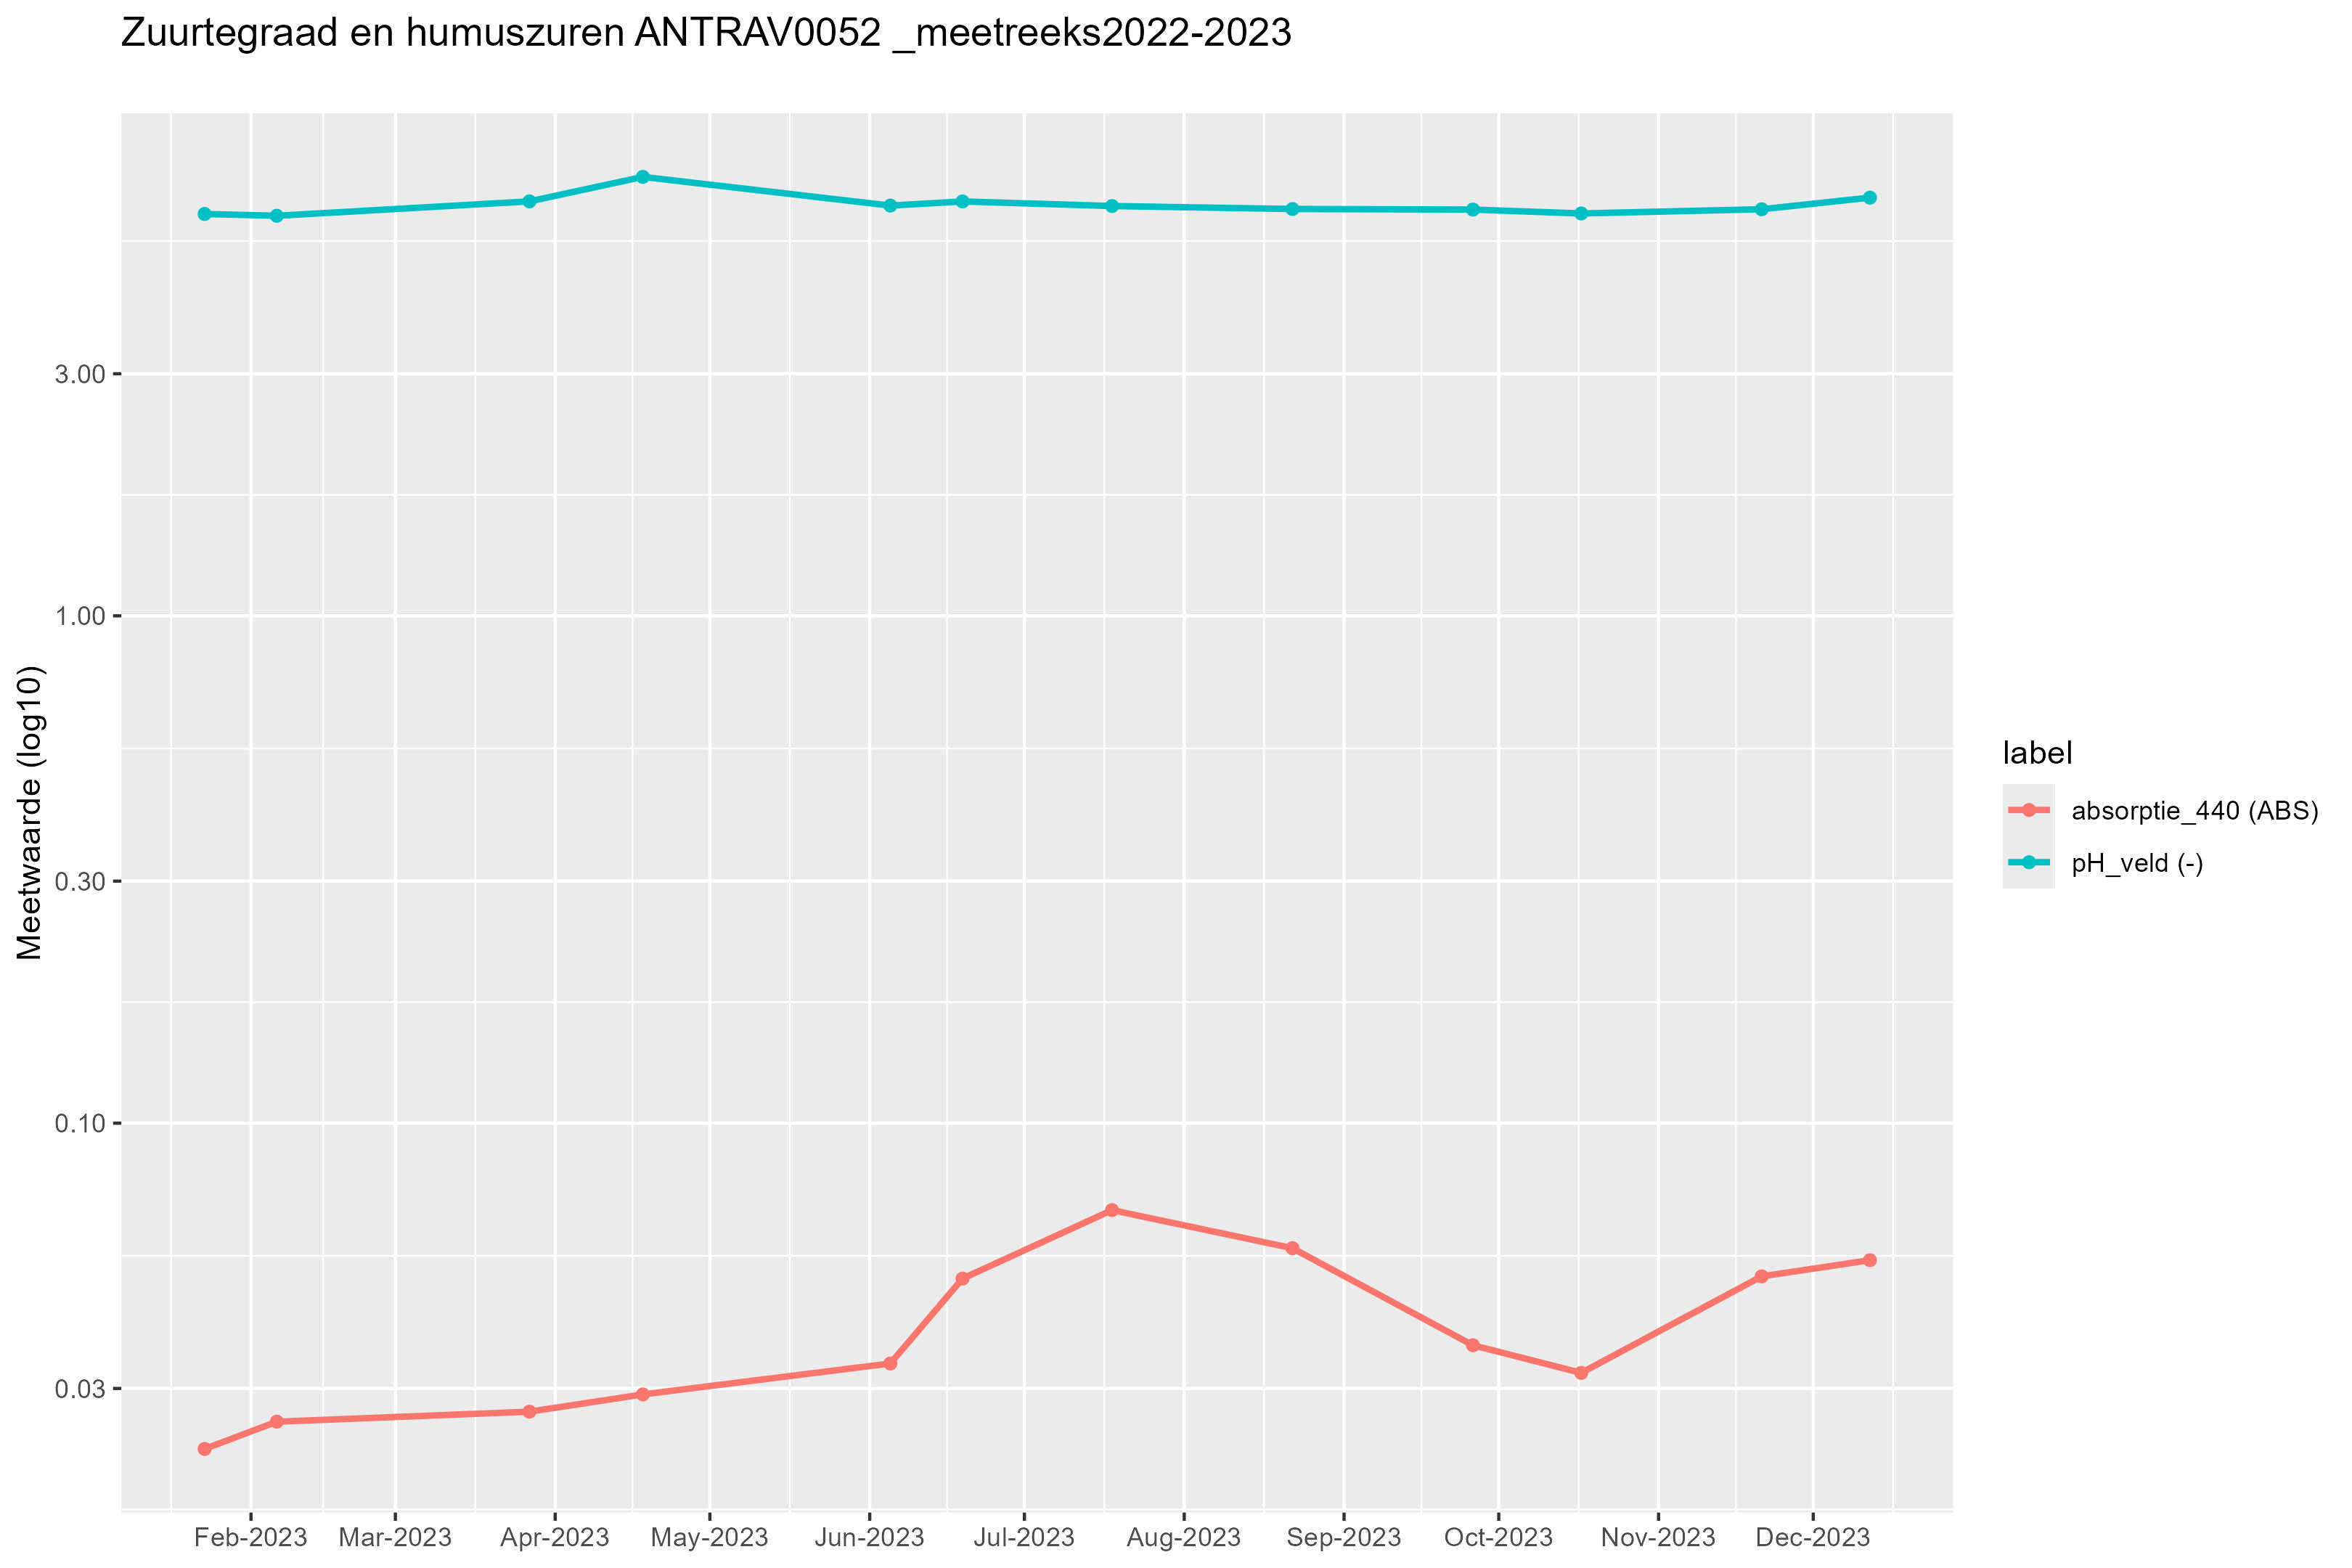 Zuurtegraad en humuszuren ANTRAV0052 _meetreeks2022-2023
3.00
1.00
0.30
0.10
0.03
Meetwaarde (log10)
Feb-2023 Mar-2023 Apr-2023 May-2023 Jun-2023 Jul-2023 Aug-2023 Sep-2023 Oct-2023 Nov-2023 Dec-2023
label
absorptie_440 (ABS)
pH_veld (-)